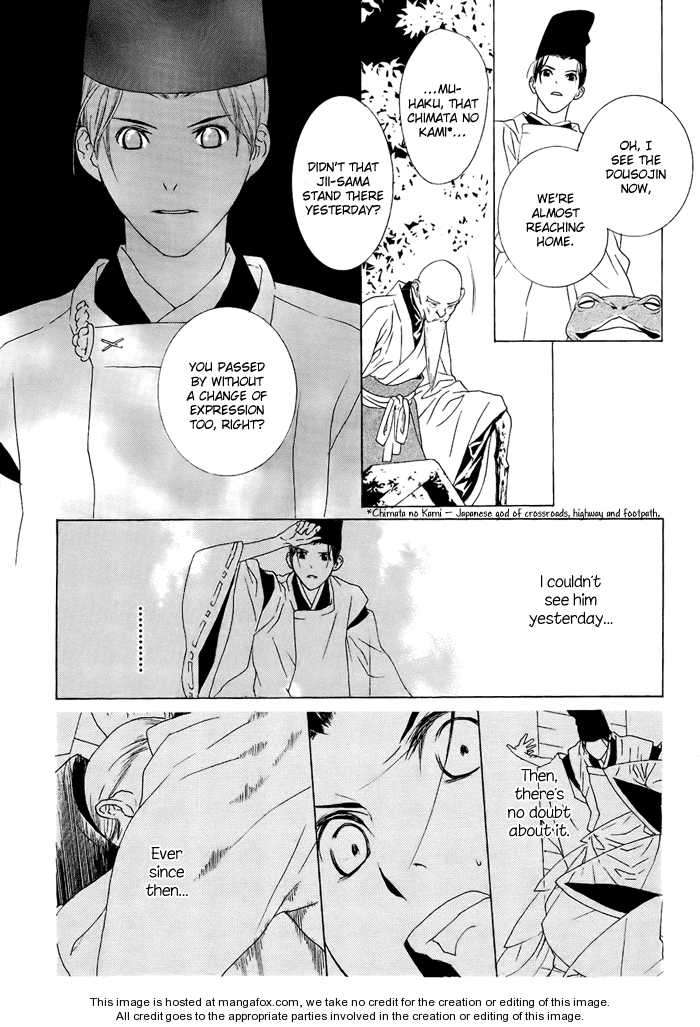 OH, I
SEE THE
DOUSOJIN
NOW,
WE'RE
ALMOST
REACHING
HOME.
...MU-
HAKU, THAT
CHIMATA NO
KAMI*...
DIDN'T THAT
JII-SAMA
STAND THERE
YESTERDAY?
YOU PASSED
BY WITHOUT
A CHANGE OF
EXPRESSION
TOO, RIGHT?
*Chimata no Kami — Japanese god of crossroads, highway and footpath.
I couldn't
see him
yesterday...
.........
Then,
there's
no doubt
about it.
Ever
since
then...
This image is hosted at mangafox.com, we take no credit for the creation or editing of this image.
All credit goes to the appropriate parties involved in the creation or editing of this image.